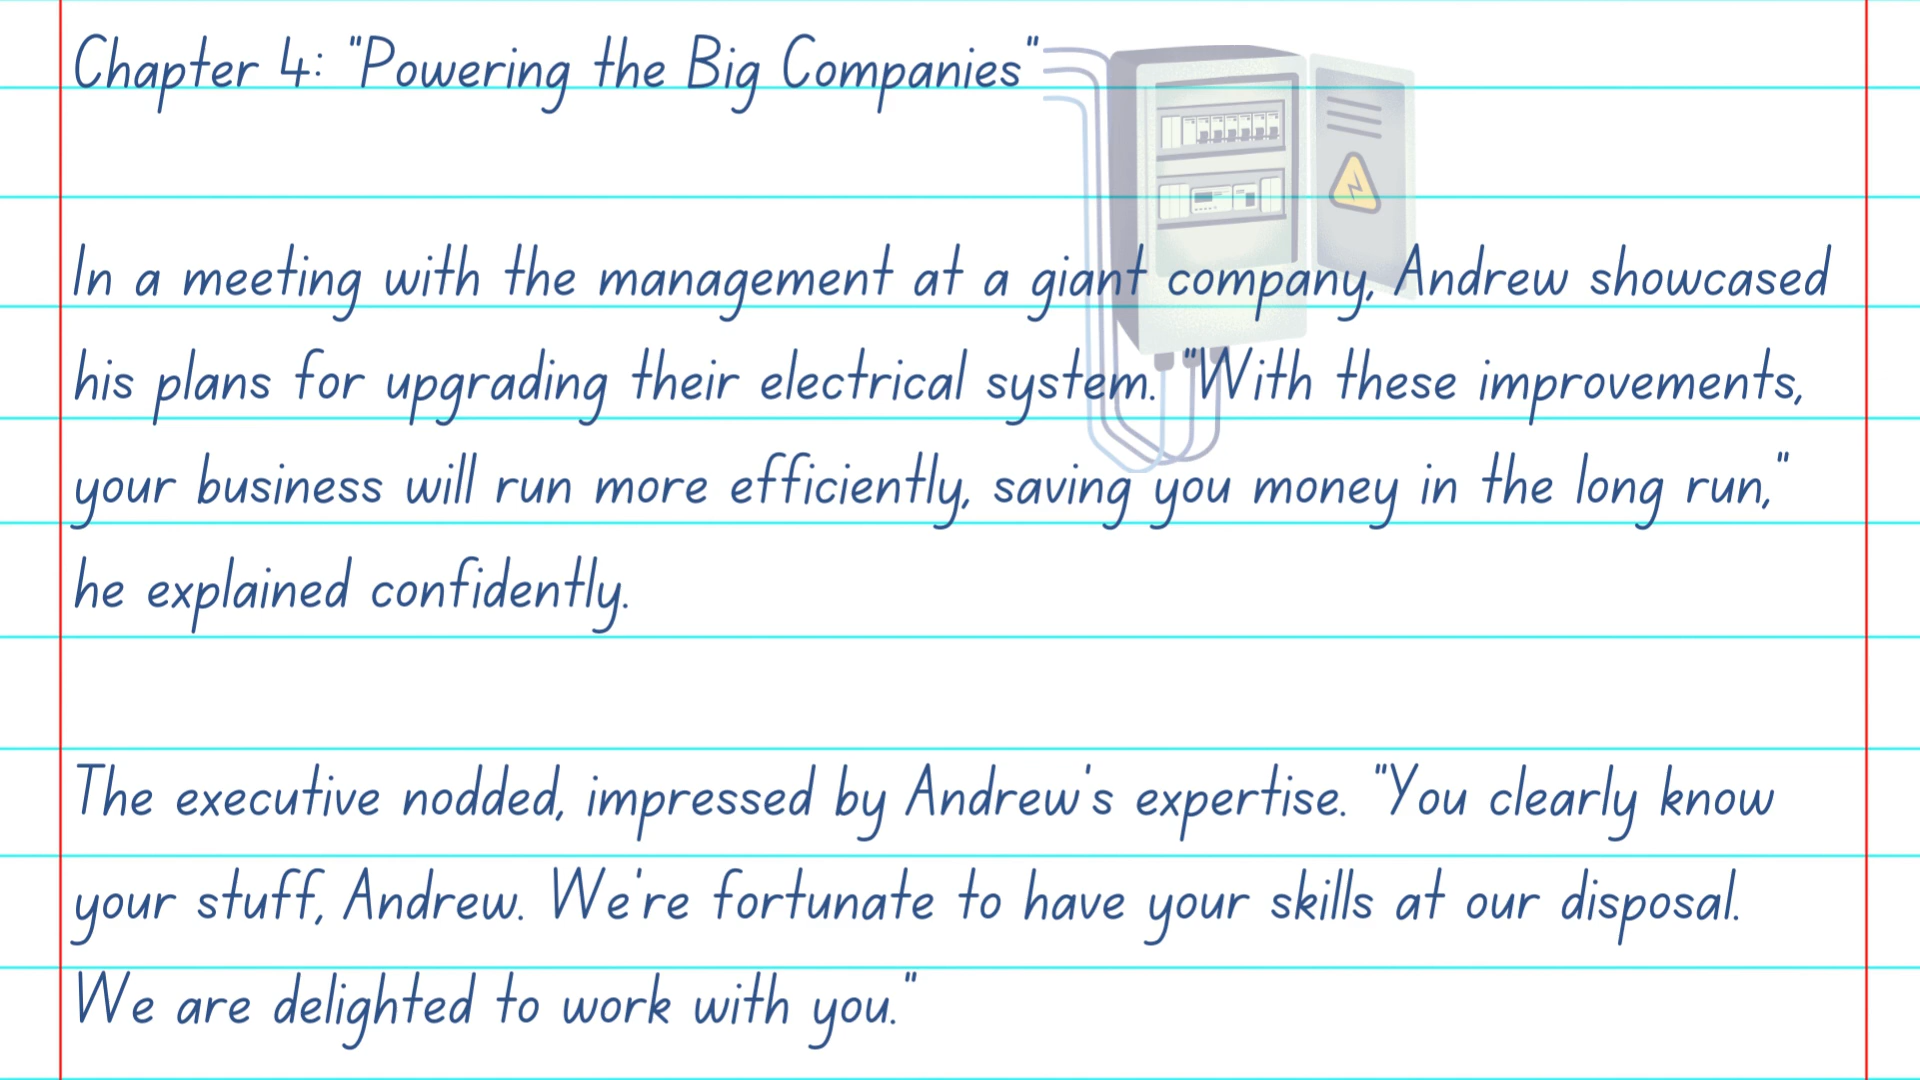 Chapter 4: "Powering the Big Companies"
In a meeting with the management at a giant company, Andrew showcased
his plans for upgrading their electrical system. "With these improvements,
your business will run more efficiently, saving you money in the long run,"
he explained confidently.
The executive nodded, impressed by Andrew's expertise. "You clearly know
your stuff, Andrew. We're fortunate to have your skills at our disposal.
We are delighted to work with you."